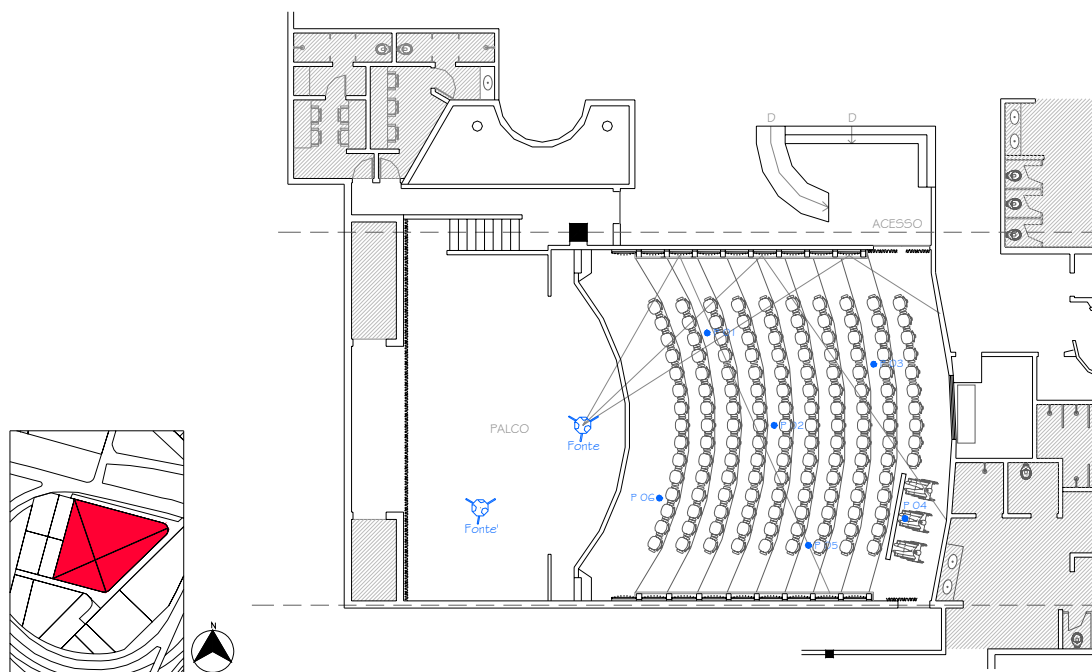 D
D
ACESSO
P 01
P 03
PALCO
P 02
Fonte
P 06
P 04
Fonte'
P 05
N